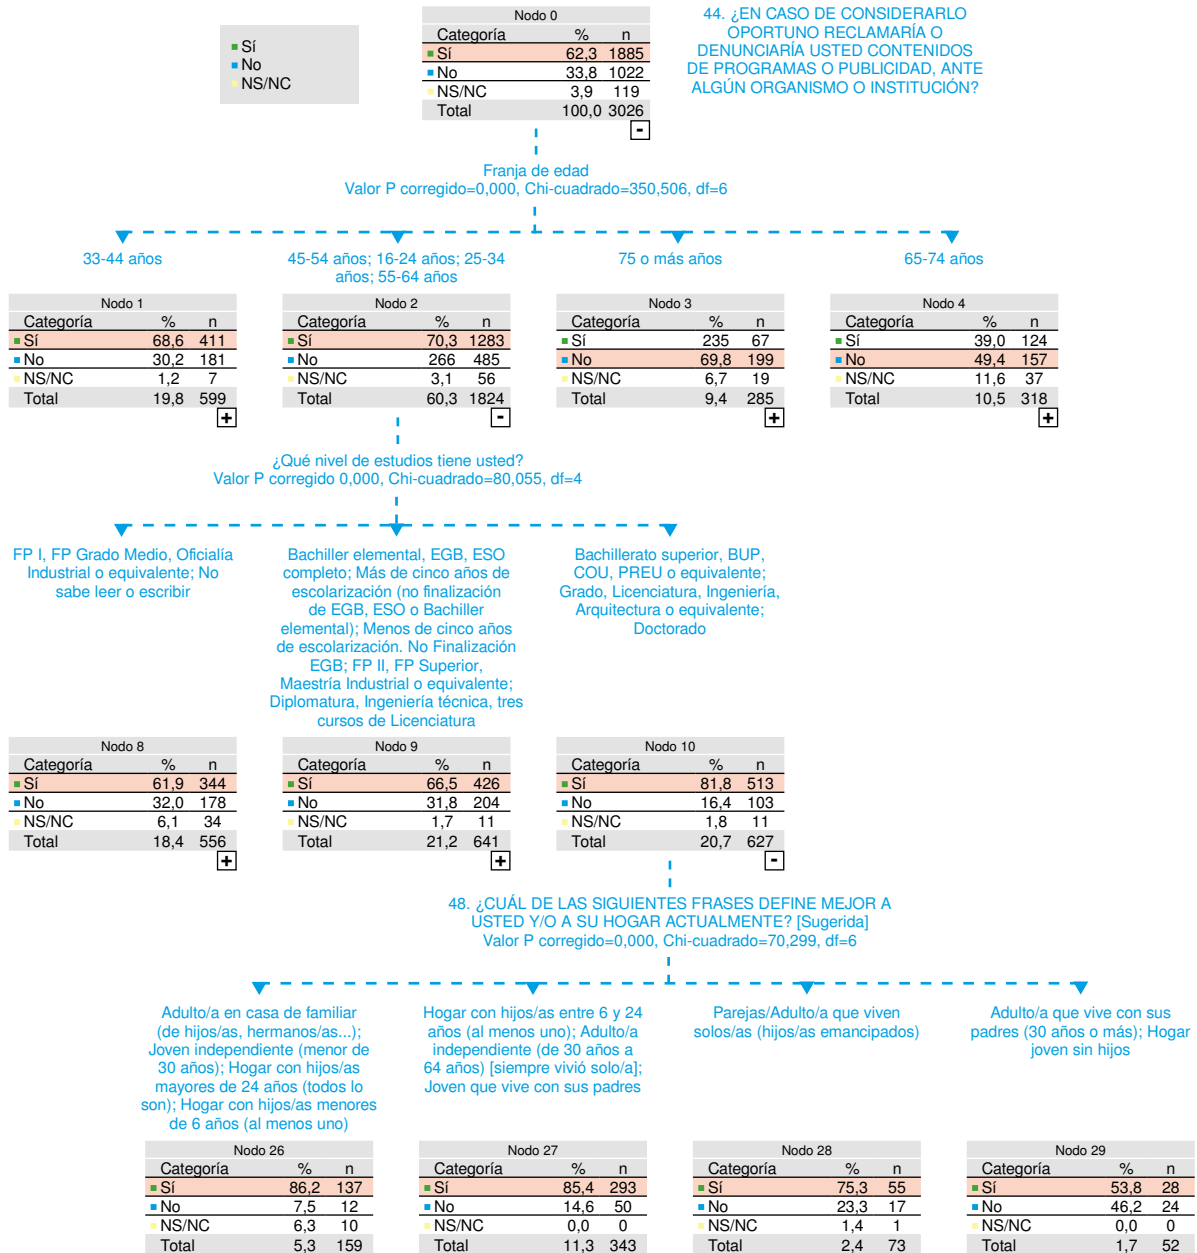 Sí
No
NS/NC
Nodo 0
Categoría % n
Sí 62,3 1885
No 33,8 1022
NS/NC 3,9 119
Total 100,0 3026
-
44. ¿EN CASO DE CONSIDERARLO
OPORTUNO RECLAMARÍA O
DENUNCIARÍA USTED CONTENIDOS
DE PROGRAMAS O PUBLICIDAD, ANTE
ALGÚN ORGANISMO O INSTITUCIÓN?
Franja de edad
Valor P corregido=0,000, Chi-cuadrado=350,506, df=6
33-44 años
45-54 años; 16-24 años; 25-34
años; 55-64 años
75 o más años
65-74 años
Nodo 1
Categoría % n
Sí 68,6 411
No 30,2 181
NS/NC 1,2 7
Total 19,8 599
+
Nodo 2
Categoría % n
Sí 70,3 1283
No 266 485
NS/NC 3,1 56
Total 60,3 1824
-
Nodo 3
Categoría % n
Sí 235 67
No 69,8 199
NS/NC 6,7 19
Total 9,4 285
+
Nodo 4
Categoría % n
Sí 39,0 124
No 49,4 157
NS/NC 11,6 37
Total 10,5 318
+
¿Qué nivel de estudios tiene usted?
Valor P corregido 0,000, Chi-cuadrado=80,055, df=4
FP I, FP Grado Medio, Oficialía
Industrial o equivalente; No
sabe leer o escribir
Bachiller elemental, EGB, ESO
completo; Más de cinco años de
escolarización (no finalización
de EGB, ESO o Bachiller
elemental); Menos de cinco años
de escolarización. No Finalización
EGB; FP II, FP Superior,
Maestría Industrial o equivalente;
Diplomatura, Ingeniería técnica, tres
cursos de Licenciatura
Bachillerato superior, BUP,
COU, PREU o equivalente;
Grado, Licenciatura, Ingeniería,
Arquitectura o equivalente;
Doctorado
Nodo 8
Categoría % n
Sí 61,9 344
No 32,0 178
NS/NC 6,1 34
Total 18,4 556
+
Nodo 9
Categoría % n
Sí 66,5 426
No 31,8 204
NS/NC 1,7 11
Total 21,2 641
+
Nodo 10
Categoría % n
Sí 81,8 513
No 16,4 103
NS/NC 1,8 11
Total 20,7 627
-
48. ¿CUÁL DE LAS SIGUIENTES FRASES DEFINE MEJOR A
USTED Y/O A SU HOGAR ACTUALMENTE? [Sugerida]
Valor P corregido=0,000, Chi-cuadrado=70,299, df=6
Adulto/a en casa de familiar
(de hijos/as, hermanos/as...);
Joven independiente (menor de
30 años); Hogar con hijos/as
mayores de 24 años (todos lo
son); Hogar con hijos/as menores
de 6 años (al menos uno)
Hogar con hijos/as entre 6 y 24
años (al menos uno); Adulto/a
independiente (de 30 años a
64 años) [siempre vivió solo/a];
Joven que vive con sus padres
Parejas/Adulto/a que viven
solos/as (hijos/as emancipados)
Adulto/a que vive con sus
padres (30 años o más); Hogar
joven sin hijos
Nodo 26
Categoría % n
Sí 86,2 137
No 7,5 12
NS/NC 6,3 10
Total 5,3 159
Nodo 27
Categoría % n
Sí 85,4 293
No 14,6 50
NS/NC 0,0 0
Total 11,3 343
Nodo 28
Categoría % n
Sí 75,3 55
No 23,3 17
NS/NC 1,4 1
Total 2,4 73
Nodo 29
Categoría % n
Sí 53,8 28
No 46,2 24
NS/NC 0,0 0
Total 1,7 52